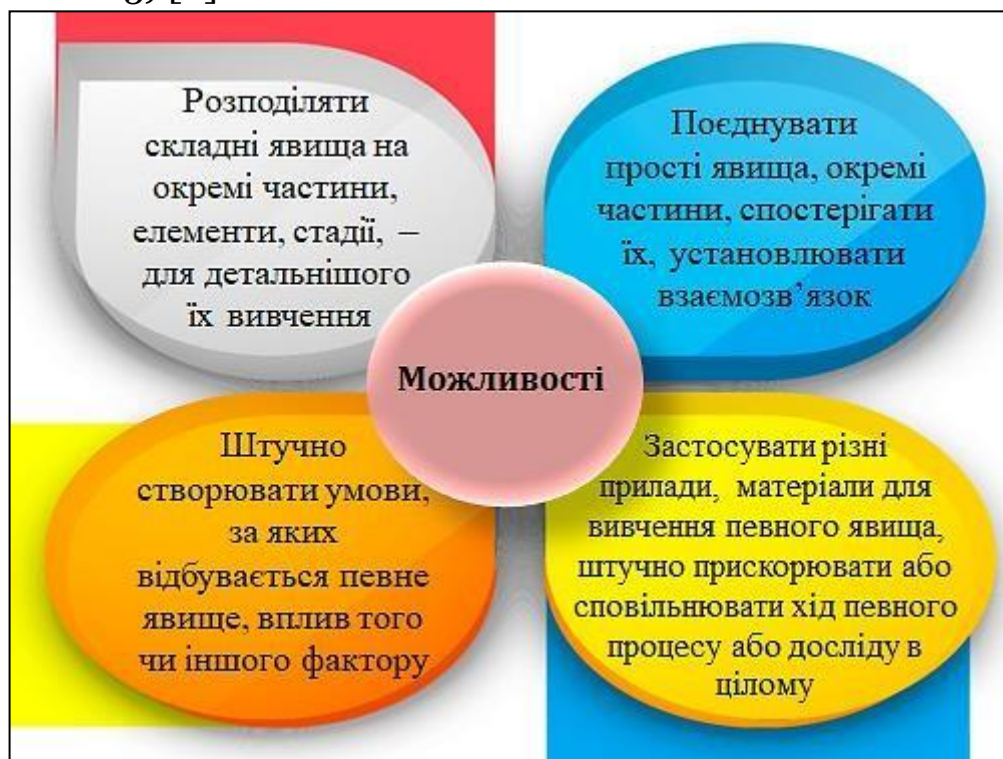 Розподіляти
складні явища на
окремі частини,
елементи, стадії, –
для детальнішого
їх вивчення
Поєднувати
прості явища, окремі
частини, спостерігати
їх, установлювати
взаємозв’язок
Можливості
Штучно
створювати умови,
за яких
відбувається певне
явище, вплив того
чи іншого фактору
Застосувати різні
прилади, матеріали для
вивчення певного явища,
штучно прискорювати або
сповільнювати хід певного
процесу або досліду в
цілому